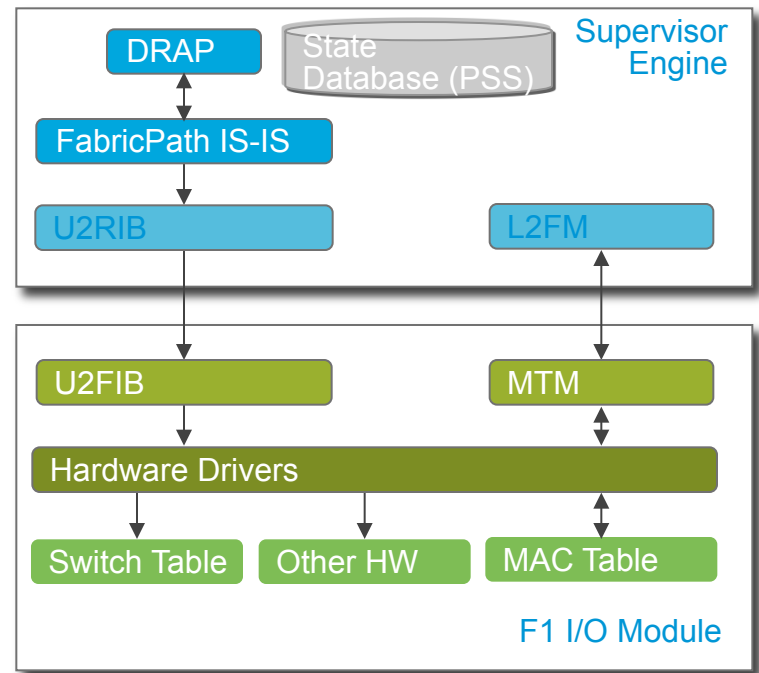 DRAP
State
Database (PSS)
Supervisor
Engine
FabricPath IS-IS
U2RIB
L2FM
U2FIB
MTM
Hardware Drivers
Switch Table
Other HW
MAC Table
F1 I/O Module